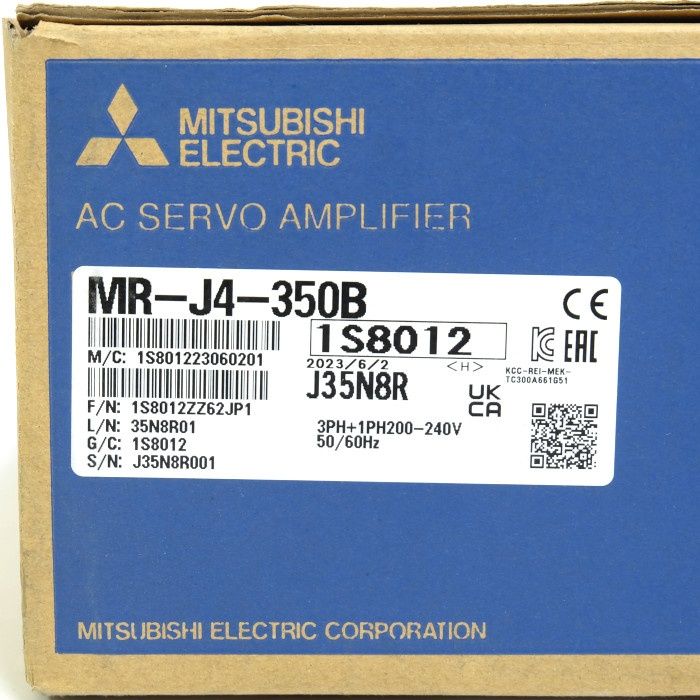 MITSUBISHI
ELECTRIC
AC SERVO AMPLIFIER
MR-J4-350B
1S8012
M/C: 1S801223060201
2023/6/2 <H>
J35N8R
CE
EAC
KCC-REI-MEK-
TC300A661G51
UK
CA
F/N: 1S8012ZZ62JP1
L/N: 35N8R01
G/C: 1S8012
S/N: J35N8R001
3PH+1PH200-240V
50/60Hz
MITSUBISHI ELECTRIC CORPORATION